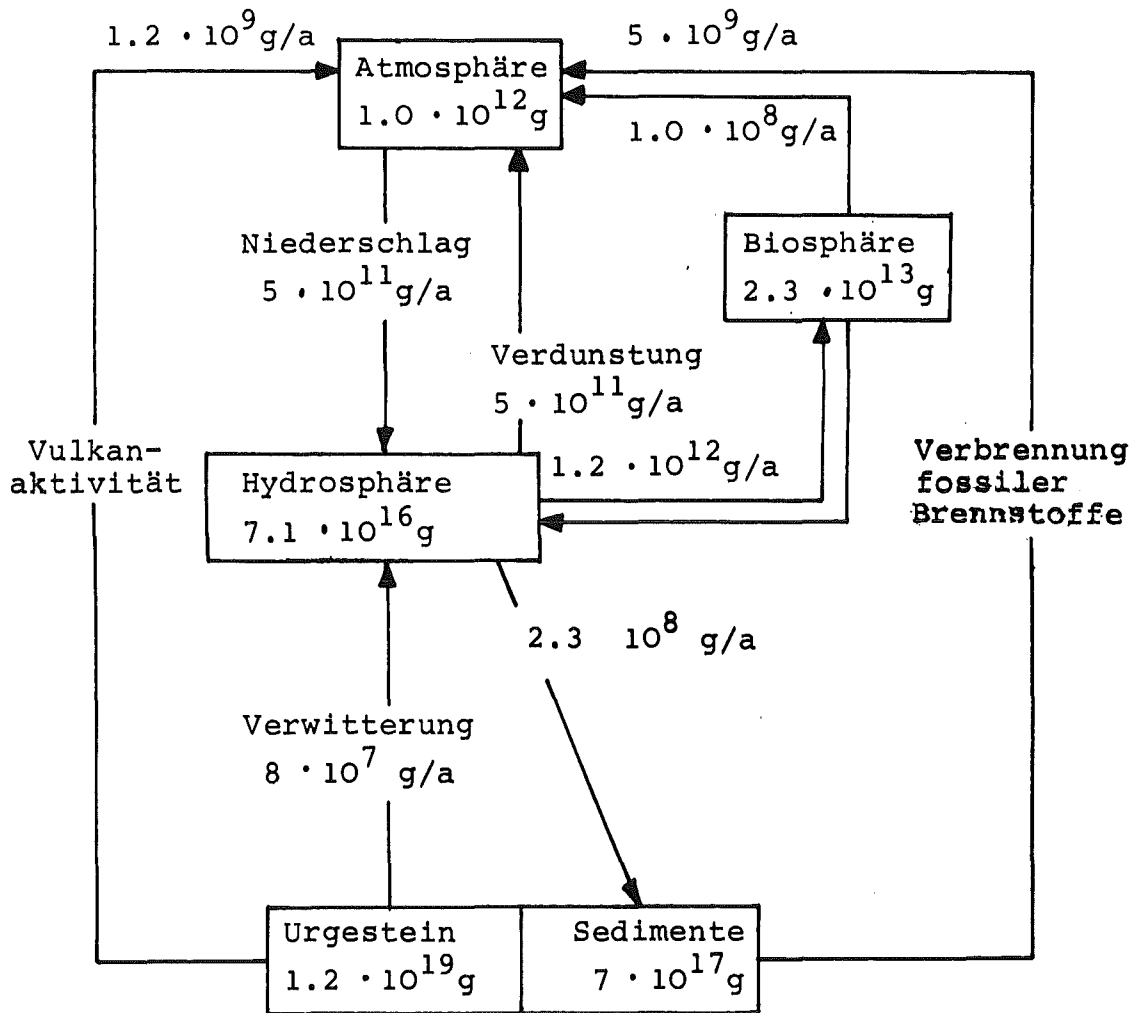 1.2 · 10⁹g/a
5 · 10⁹g/a
Atmosphäre
1.0 · 10¹²g
1.0 · 10⁸g/a
Niederschlag
5 · 10¹¹g/a
Biosphäre
2.3 · 10¹³g
Verdunstung
5 · 10¹¹g/a
Vulkan-
aktivität
Hydrosphäre
7.1 · 10¹⁶g
1.2 · 10¹²g/a
Verbrennung
fossiler
Brennstoffe
2.3 10⁸ g/a
Verwitterung
8 · 10⁷ g/a
Urgestein
1.2 · 10¹⁹g
Sedimente
7 · 10¹⁷g